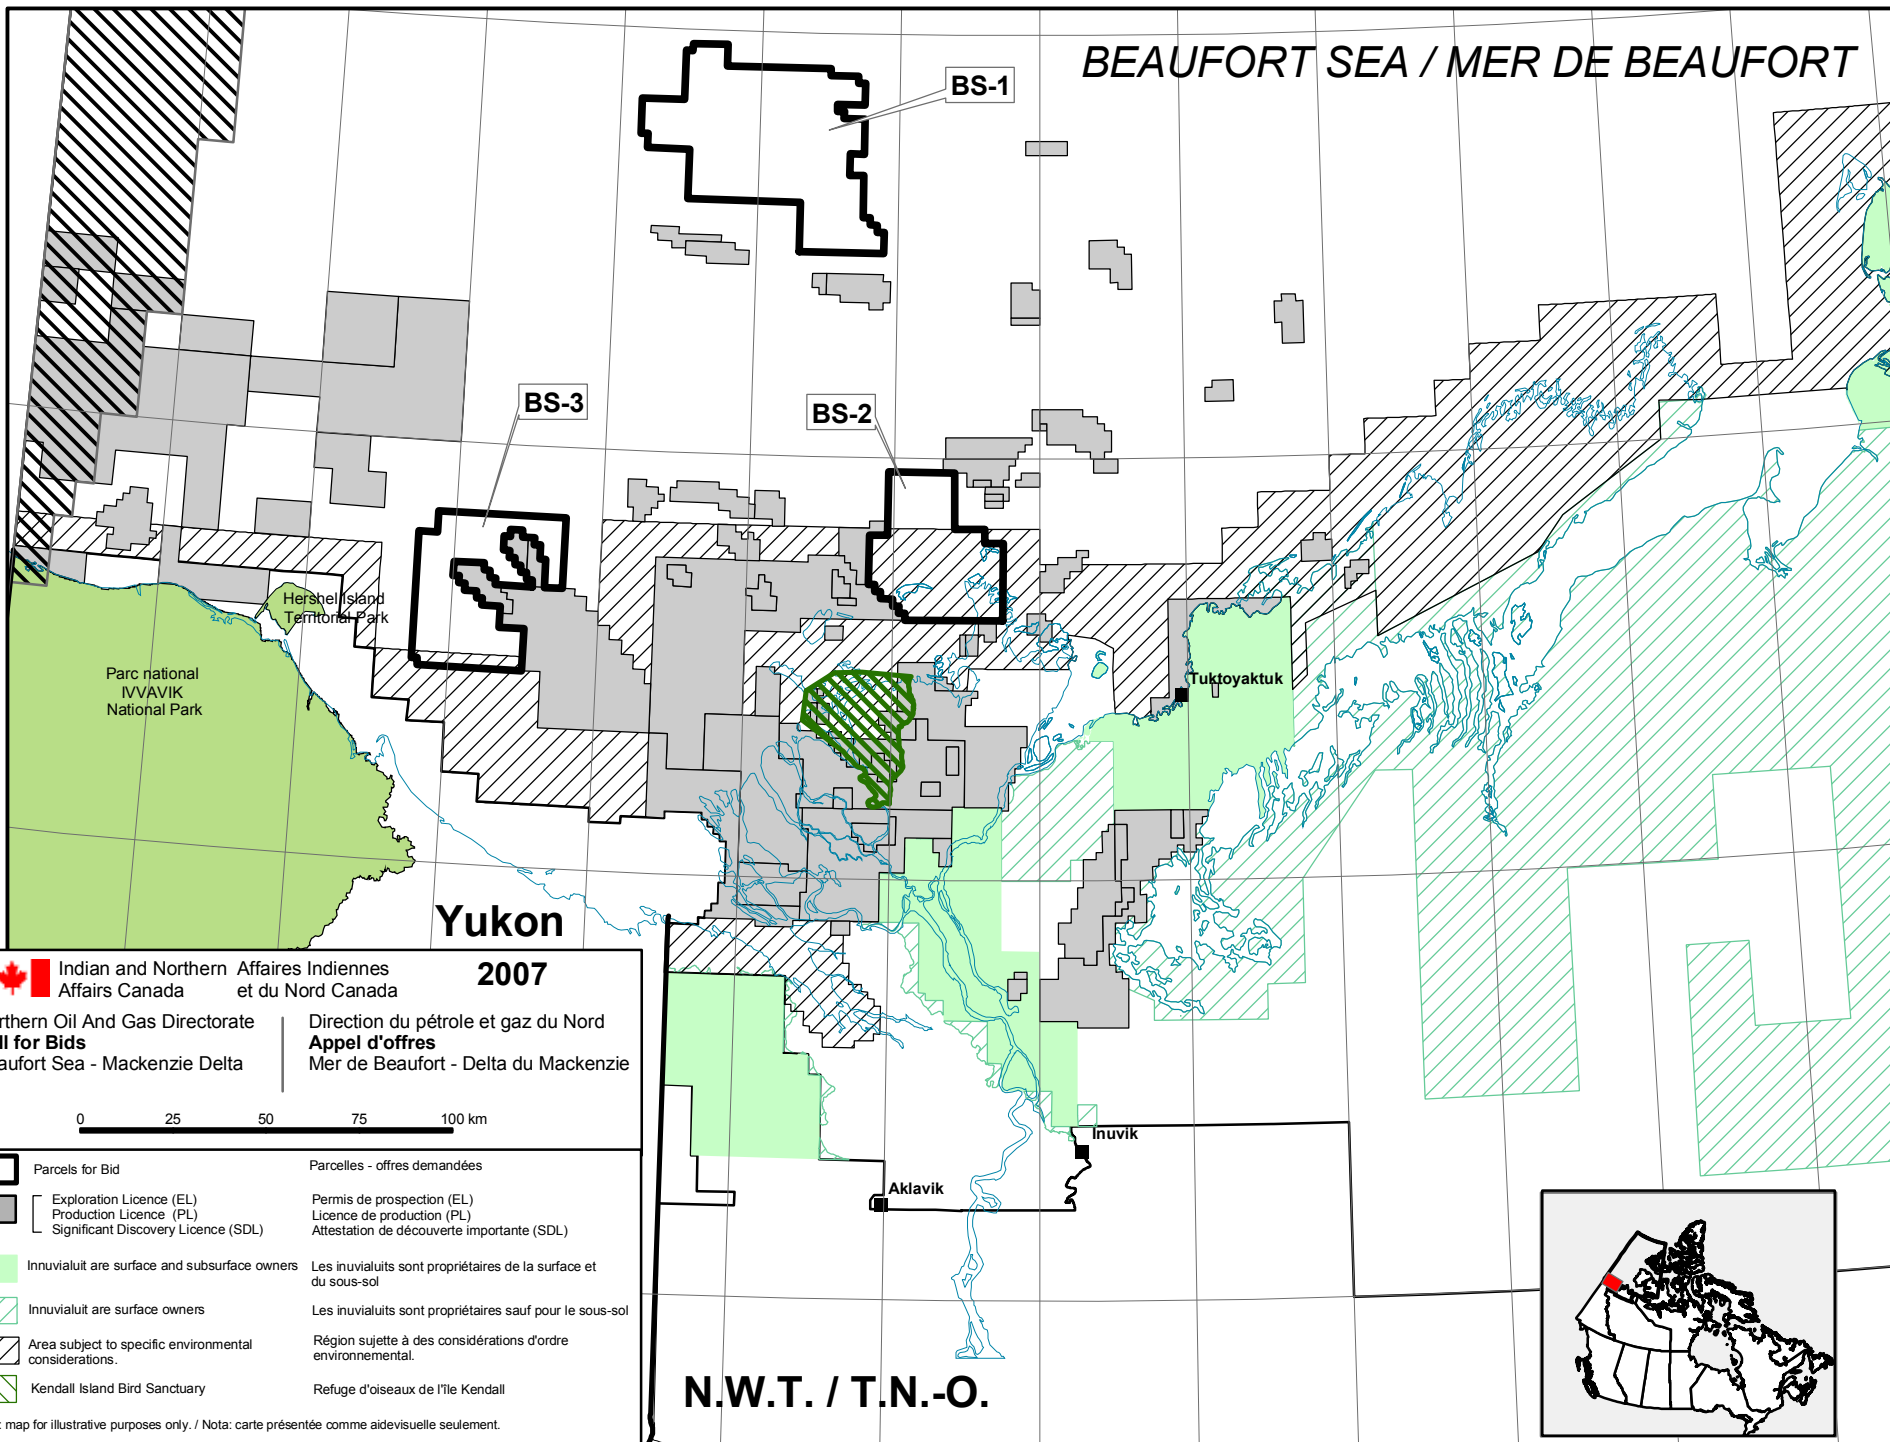 BEAUFORT SEA / MER DE BEAUFORT
BS-1
BS-3
BS-2
Hershel Island
Territorial Park
Parc national
IVVAVIK
National Park
Tuktoyaktuk
Yukon
2007
Indian and Northern
Affairs Canada
Affaires Indiennes
et du Nord Canada
rthern Oil And Gas Directorate
ll for Bids
aufort Sea - Mackenzie Delta
Direction du pétrole et gaz du Nord
Appel d'offres
Mer de Beaufort - Delta du Mackenzie
0 25 50 75 100 km
Parcels for Bid
Parcelles - offres demandées
Exploration Licence (EL)
Production Licence (PL)
Significant Discovery Licence (SDL)
Permis de prospection (EL)
Licence de production (PL)
Attestation de découverte importante (SDL)
Innuvialuit are surface and subsurface owners
Les inuvialuits sont propriétaires de la surface et
du sous-sol
Innuvialuit are surface owners
Les inuvialuits sont propriétaires sauf pour le sous-sol
Area subject to specific environmental
considerations.
Région sujette à des considérations d'ordre
environnemental.
Kendall Island Bird Sanctuary
Refuge d'oiseaux de l'île Kendall
: map for illustrative purposes only. / Nota: carte présentée comme aidevisuelle seulement.
Inuvik
Aklavik
N.W.T. / T.N.-O.